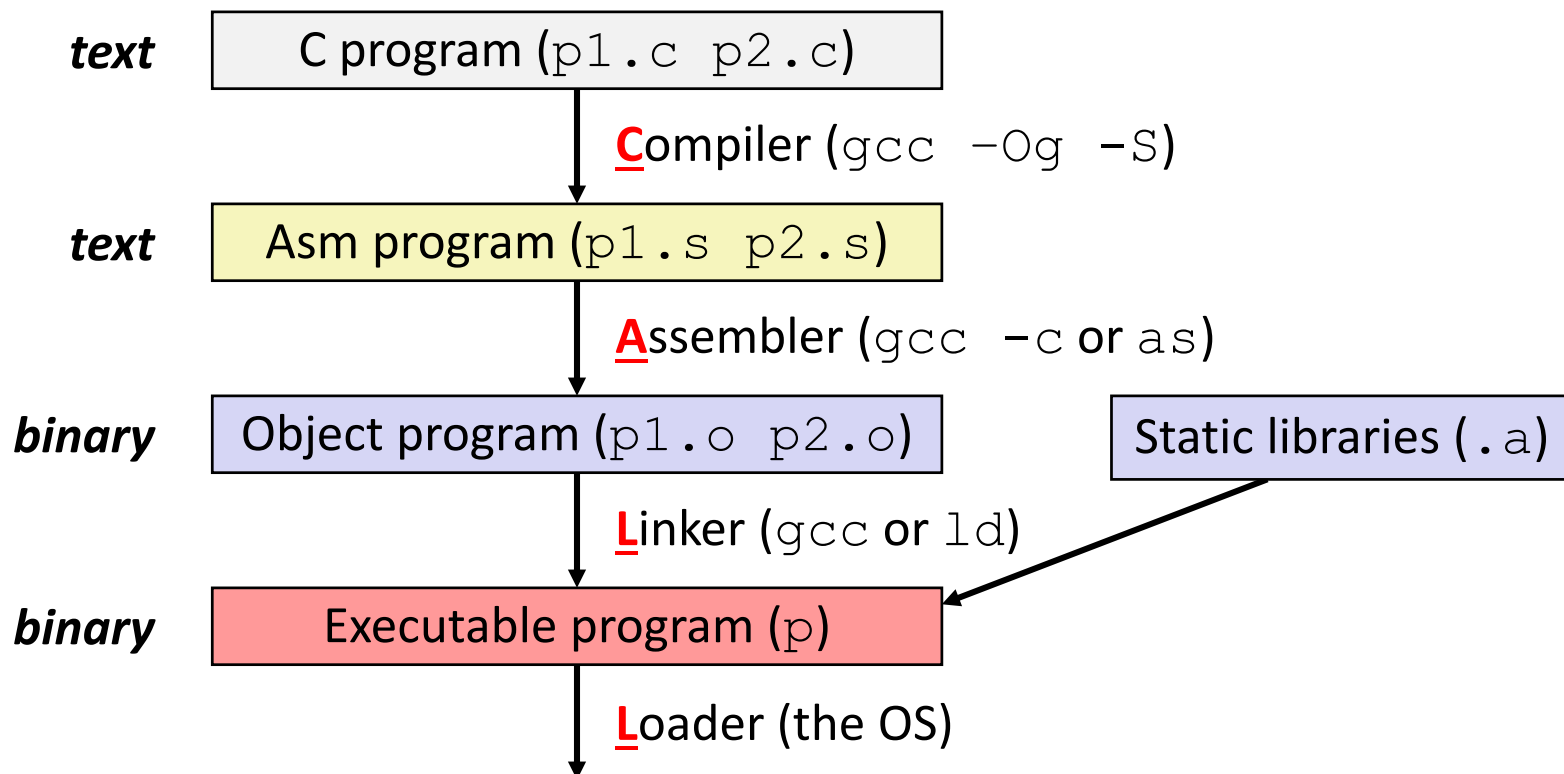 text C program (p1.c p2.c)
Compiler (gcc -Og -S)
text Asm program (p1.s p2.s)
Assembler (gcc -c or as)
binary Object program (p1.o p2.o) Static libraries (.a)
Linker (gcc or ld)
binary Executable program (p)
Loader (the OS)